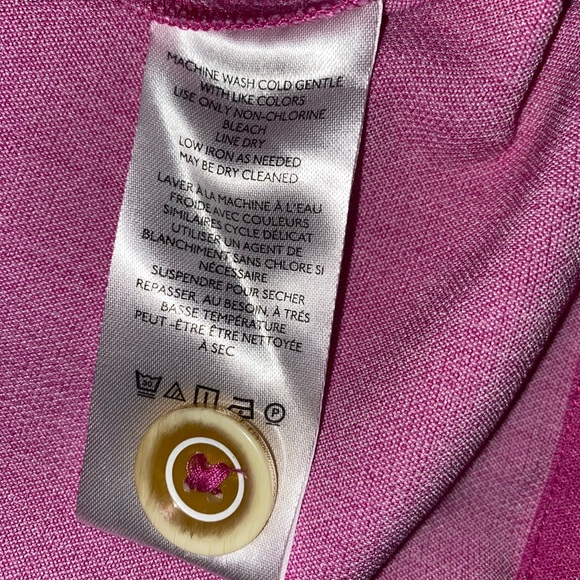 MACHINE WASH COLD GENTLE
WITH LIKE COLORS
USE ONLY NON-CHLORINE
BLEACH
LINE DRY
LOW IRON AS NEEDED
MAY BE DRY CLEANED
LAVER À LA MACHINE À L'EAU
FROIDE AVEC COULEURS
SIMILAIRES CYCLE DÉLICAT
UTILISER UN AGENT DE
BLANCHIMENT SANS CHLORE SI
NÉCESSAIRE
SUSPENDRE POUR SECHER
REPASSER, AU BESOIN, À TRÉS
BASSE TEMPÉRATURE
PEUT -ÊTRE ÊTRE NETTOYÉE
À SEC
30
P